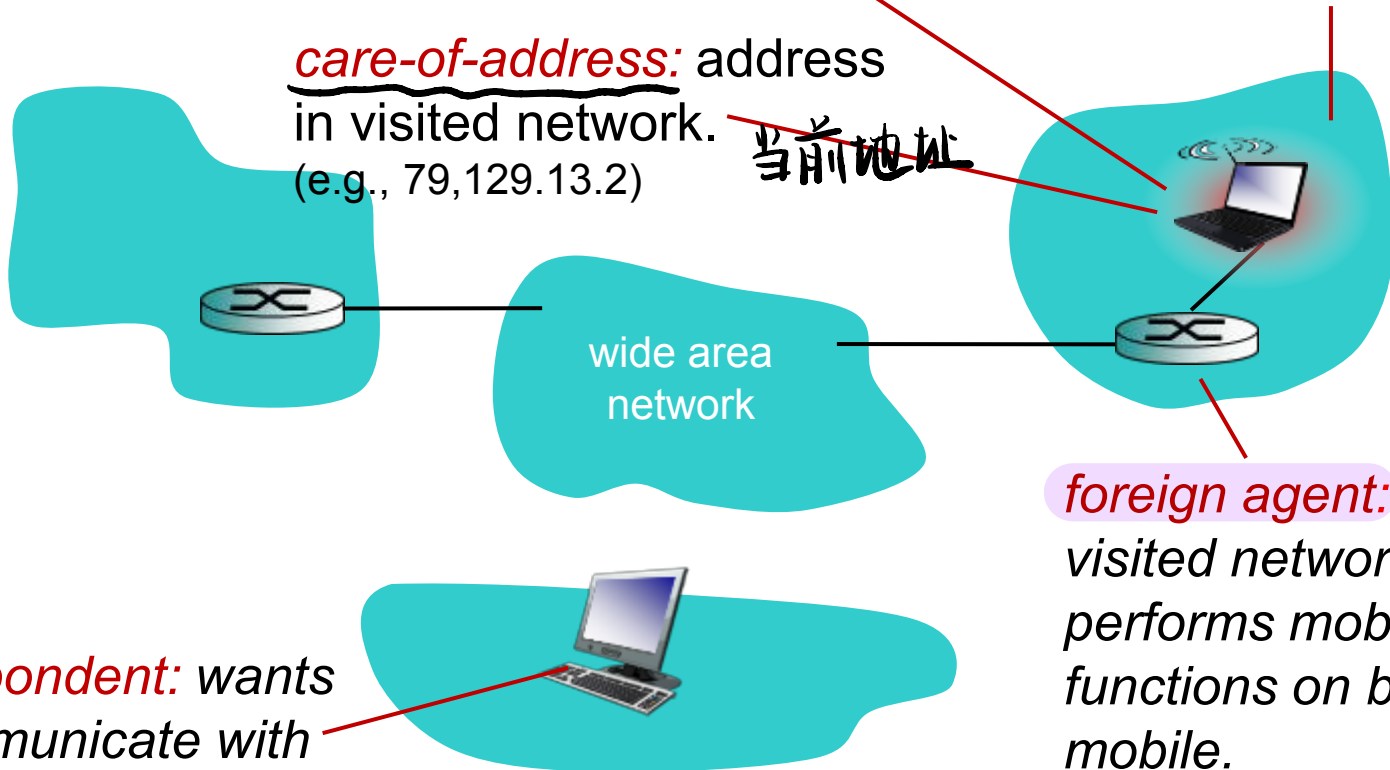 care-of-address: address
in visited network.
(e.g., 79,129.13.2)
当前地址
wide area
network
foreign agent:
visited networ
performs mob
functions on b
mobile.
pondent: wants
municate with